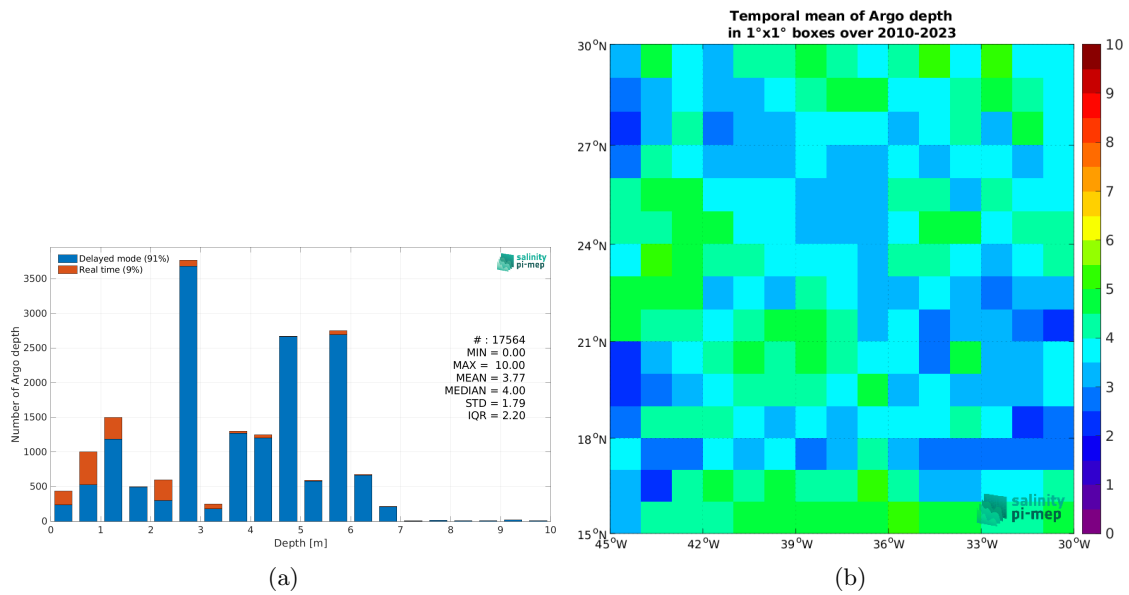 Delayed mode (91%)
Real time (9%)
salinity
pi-mep
# : 17564
MIN = 0.00
MAX = 10.00
MEAN = 3.77
MEDIAN = 4.00
STD = 1.79
IQR = 2.20
Number of Argo depth
3500
3000
2500
2000
1500
1000
500
0
0 1 2 3 4 5 6 7 8 9 10
Depth [m]
(a)
Temporal mean of Argo depth
in 1°x1° boxes over 2010-2023
30°N
27°N
24°N
21°N
18°N
15°N
45°W 42°W 39°W 36°W 33°W 30°W
salinity
pi-mep
10
9
8
7
6
5
4
3
2
1
0
(b)